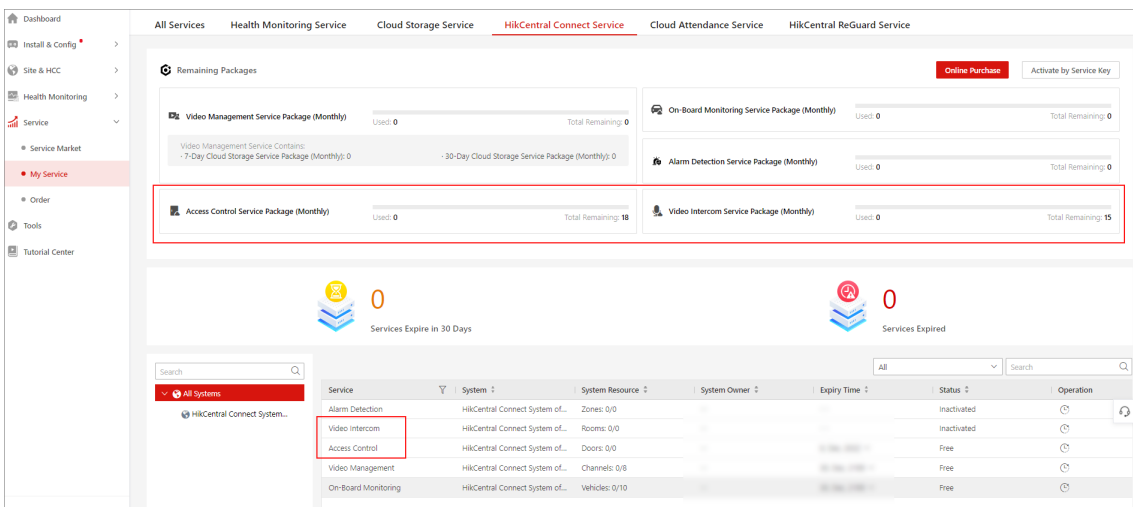 Dashboard
Install & Config
Site & HCC
Health Monitoring
Service
Service Market
My Service
Order
Tools
Tutorial Center
All Services Health Monitoring Service Cloud Storage Service HikCentral Connect Service Cloud Attendance Service HikCentral ReGuard Service
Remaining Packages Online Purchase Activate by Service Key
Video Management Service Package (Monthly) Used: 0 Total Remaining: 0
Video Management Service Contains:
· 7-Day Cloud Storage Service Package (Monthly): 0 · 30-Day Cloud Storage Service Package (Monthly): 0
On-Board Monitoring Service Package (Monthly) Used: 0 Total Remaining: 0
Alarm Detection Service Package (Monthly) Used: 0 Total Remaining: 0
Access Control Service Package (Monthly) Used: 0 Total Remaining: 18
Video Intercom Service Package (Monthly) Used: 0 Total Remaining: 15
0
Services Expire in 30 Days
0
Services Expired
Search
All Systems
HikCentral Connect System...
All Search
Service System System Resource System Owner Expiry Time Status Operation
Alarm Detection HikCentral Connect System of... Zones: 0/0 Inactivated
Video Intercom HikCentral Connect System of... Rooms: 0/0 Inactivated
Access Control HikCentral Connect System of... Doors: 0/0 Free
Video Management HikCentral Connect System of... Channels: 0/8 Free
On-Board Monitoring HikCentral Connect System of... Vehicles: 0/10 Free